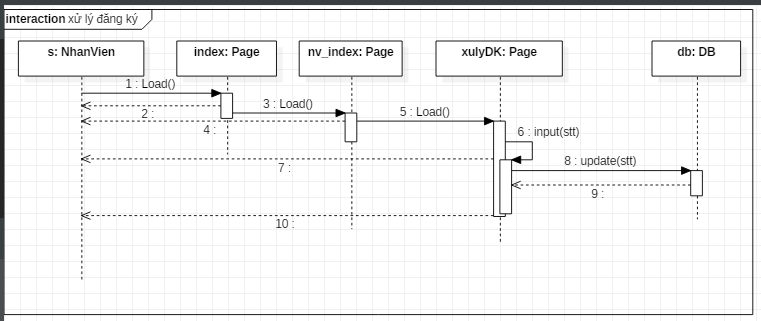 interaction xử lý đăng ký
s: NhanVien
index: Page
nv_index: Page
xulyDK: Page
db: DB
1 : Load()
2 :
3 : Load()
4 :
5 : Load()
6 : input(stt)
7 :
8 : update(stt)
9 :
10 :